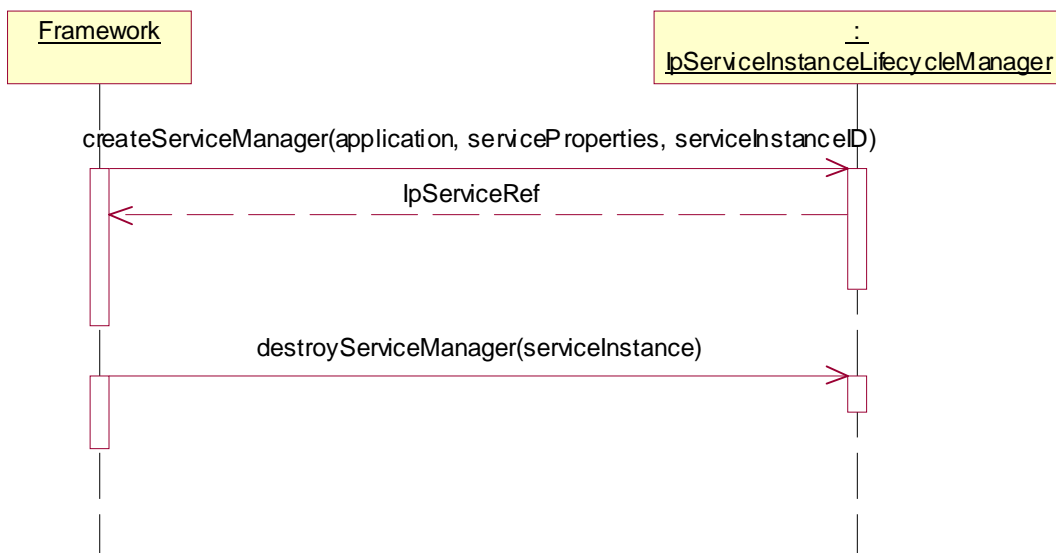 Framework
:
IpServiceInstanceLifecycleManager
createServiceManager(application, serviceProperties, serviceInstanceID)
IpServiceRef
destroyServiceManager(serviceInstance)